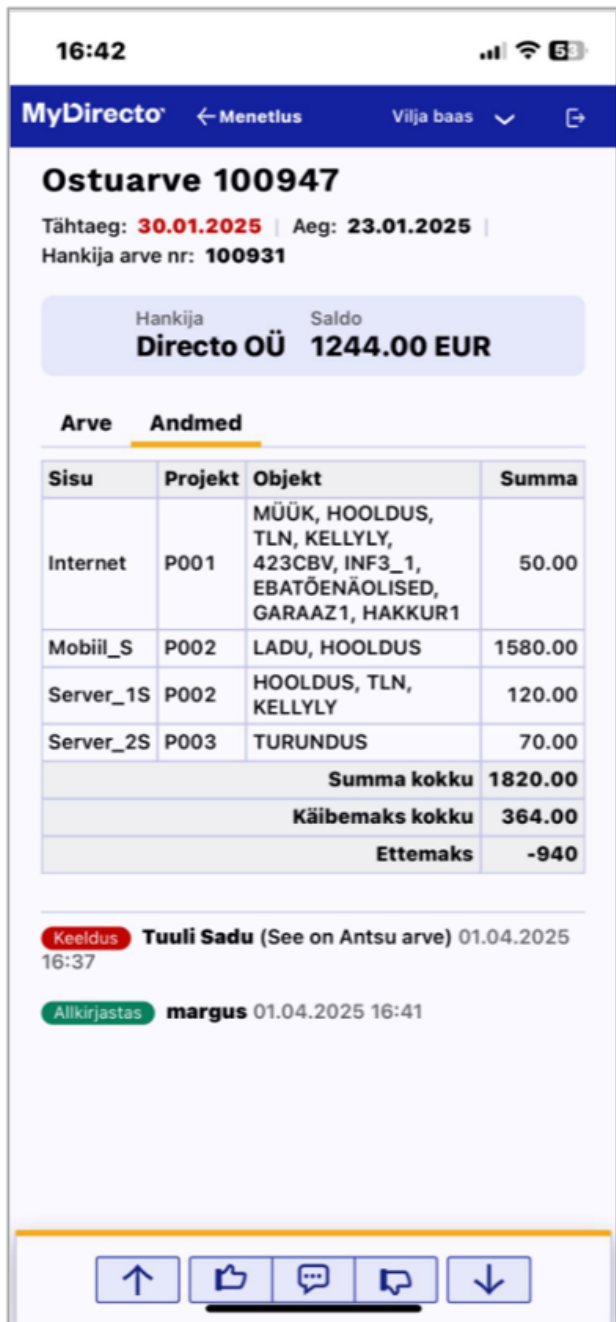 16:42
53
MyDirecto
←Menetlus
Vilja baas
Ostuarve 100947
Tähtaeg: 30.01.2025 | Aeg: 23.01.2025 |
Hankija arve nr: 100931
Hankija Saldo
Directo OÜ 1244.00 EUR
Arve Andmed
Sisu Projekt Objekt Summa
MÜÜK, HOOLDUS,
TLN, KELLYLY,
Internet P001 423CBV, INF3_1, 50.00
EBATÕENÄOLISED,
GARAAZ1, HAKKUR1
Mobiil_S P002 LADU, HOOLDUS 1580.00
Server_1S P002 HOOLDUS, TLN, 120.00
KELLYLY
Server_2S P003 TURUNDUS 70.00
Summa kokku 1820.00
Käibemaks kokku 364.00
Ettemaks -940
Keeldus Tuuli Sadu (See on Antsu arve) 01.04.2025
16:37
Allkirjastas margus 01.04.2025 16:41